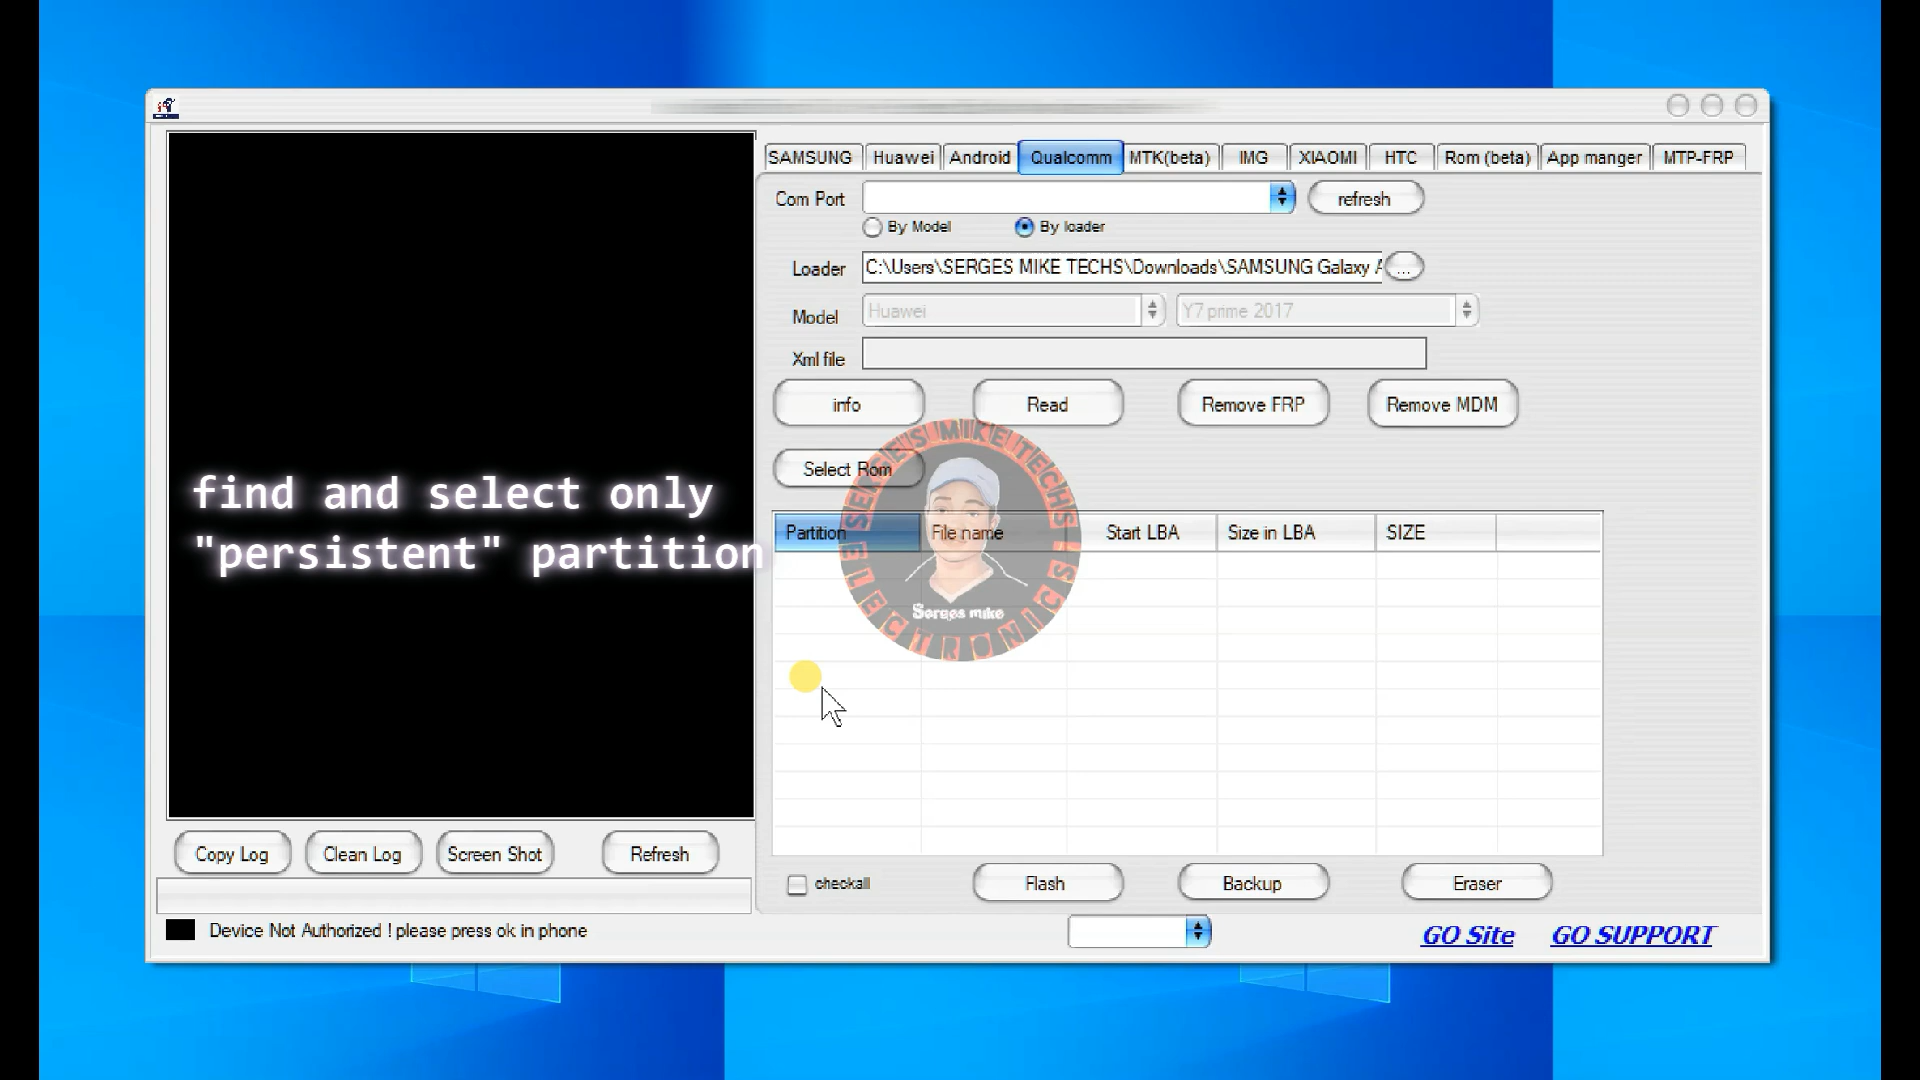 SAMSUNG Huawei Android Qualcomm MTK(beta) IMG XIAOMI HTC Rom (beta) App manger MTP-FRP
Com Port refresh
By Model By loader
Loader C:\Users\SERGES MIKE TECHS\Downloads\SAMSUNG Galaxy A ...
Model Huawei Y7 prime 2017
Xml file
info Read Remove FRP Remove MDM
Select Rom
SERGES MIKE TECHS ELECTRONICS
Serges mike
find and select only
"persistent" partition
Partition File name Start LBA Size in LBA SIZE
Copy Log Clean Log Screen Shot Refresh
checkall Flash Backup Eraser
Device Not Authorized ! please press ok in phone
GO Site GO SUPPORT